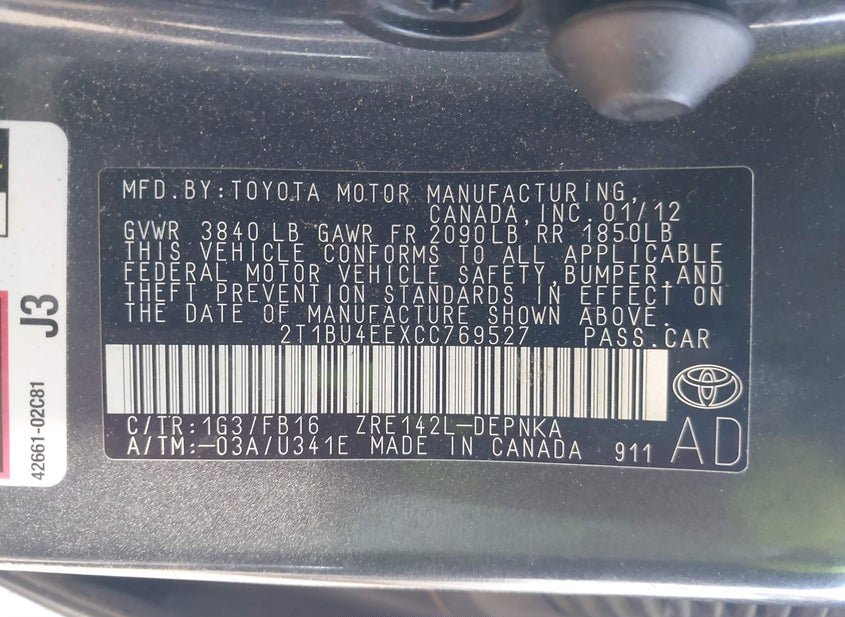 MFD.BY:TOYOTA MOTOR MANUFACTURING,
CANADA,INC. 01/12
GVWR 3840 LB GAWR FR 2090LB RR 1850LB
THIS VEHICLE CONFORMS TO ALL APPLICABLE
FEDERAL MOTOR VEHICLE SAFETY,BUMPER,AND
THEFT PREVENTION STANDARDS IN EFFECT ON
THE DATE OF MANUFACTURE SHOWN ABOVE.
2T1BU4EEXCC769527 PASS.CAR
C/TR:1G3/FB16 ZRE142L-DEPNKA
A/TM:-03A/U341E MADE IN CANADA 911
AD
J3
42661-02C81